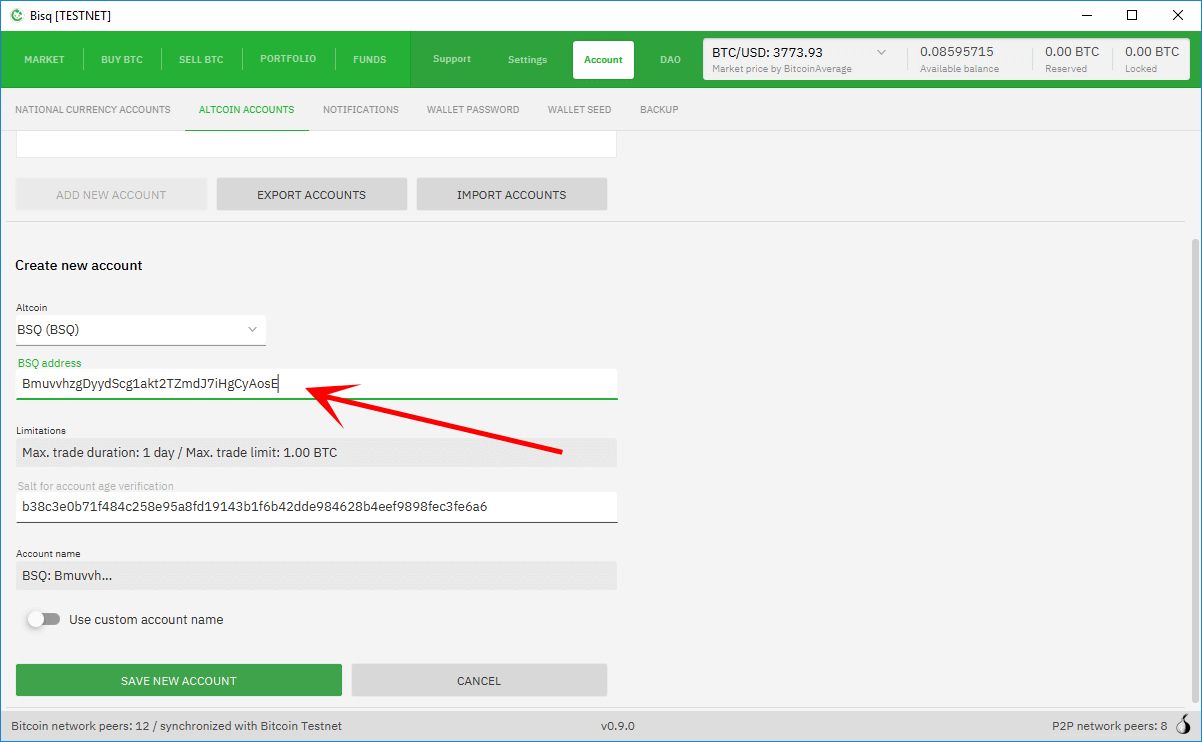 Bisq [TESTNET]
MARKET BUY BTC SELL BTC PORTFOLIO FUNDS Support Settings Account DAO BTC/USD: 3773.93 0.08595715 0.00 BTC 0.00 BTC
Market price by BitcoinAverage Available balance Reserved Locked
NATIONAL CURRENCY ACCOUNTS ALTCOIN ACCOUNTS NOTIFICATIONS WALLET PASSWORD WALLET SEED BACKUP
ADD NEW ACCOUNT EXPORT ACCOUNTS IMPORT ACCOUNTS
Create new account
Altcoin
BSQ (BSQ)
BSQ address
BmuvvhzgDyydScg1akt2TZmdJ7iHgCyAosE
Limitations
Max. trade duration: 1 day / Max. trade limit: 1.00 BTC
Salt for account age verification
b38c3e0b71f484c258e95a8fd19143b1f6b42dde984628b4eef9898fec3fe6a6
Account name
BSQ: Bmuvvh...
Use custom account name
SAVE NEW ACCOUNT CANCEL
Bitcoin network peers: 12 / synchronized with Bitcoin Testnet v0.9.0 P2P network peers: 8